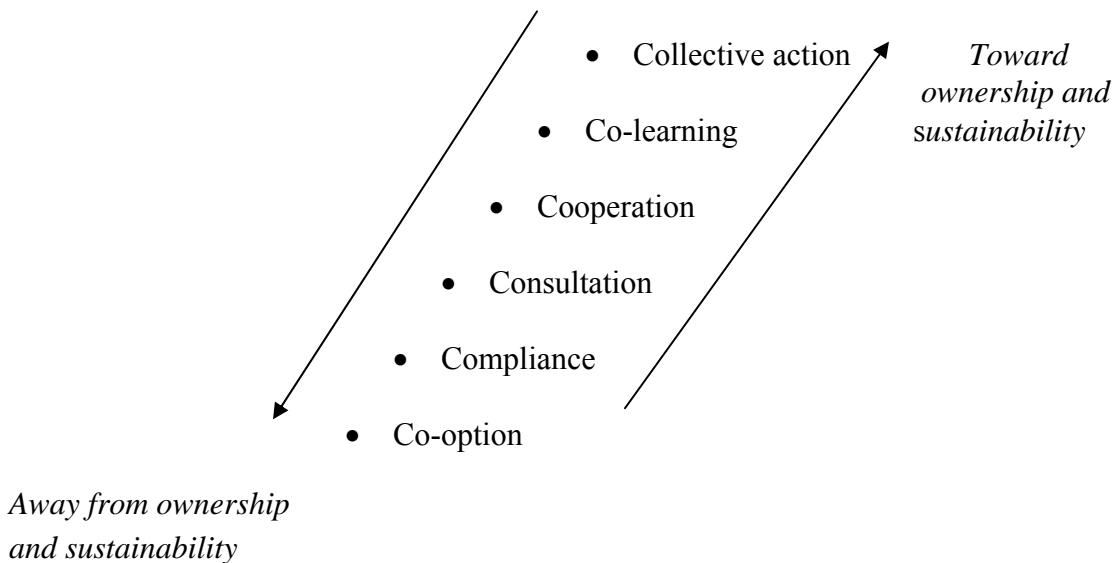 • Collective action
Toward
ownership and
sustainability
• Co-learning
• Cooperation
• Consultation
• Compliance
• Co-option
Away from ownership
and sustainability